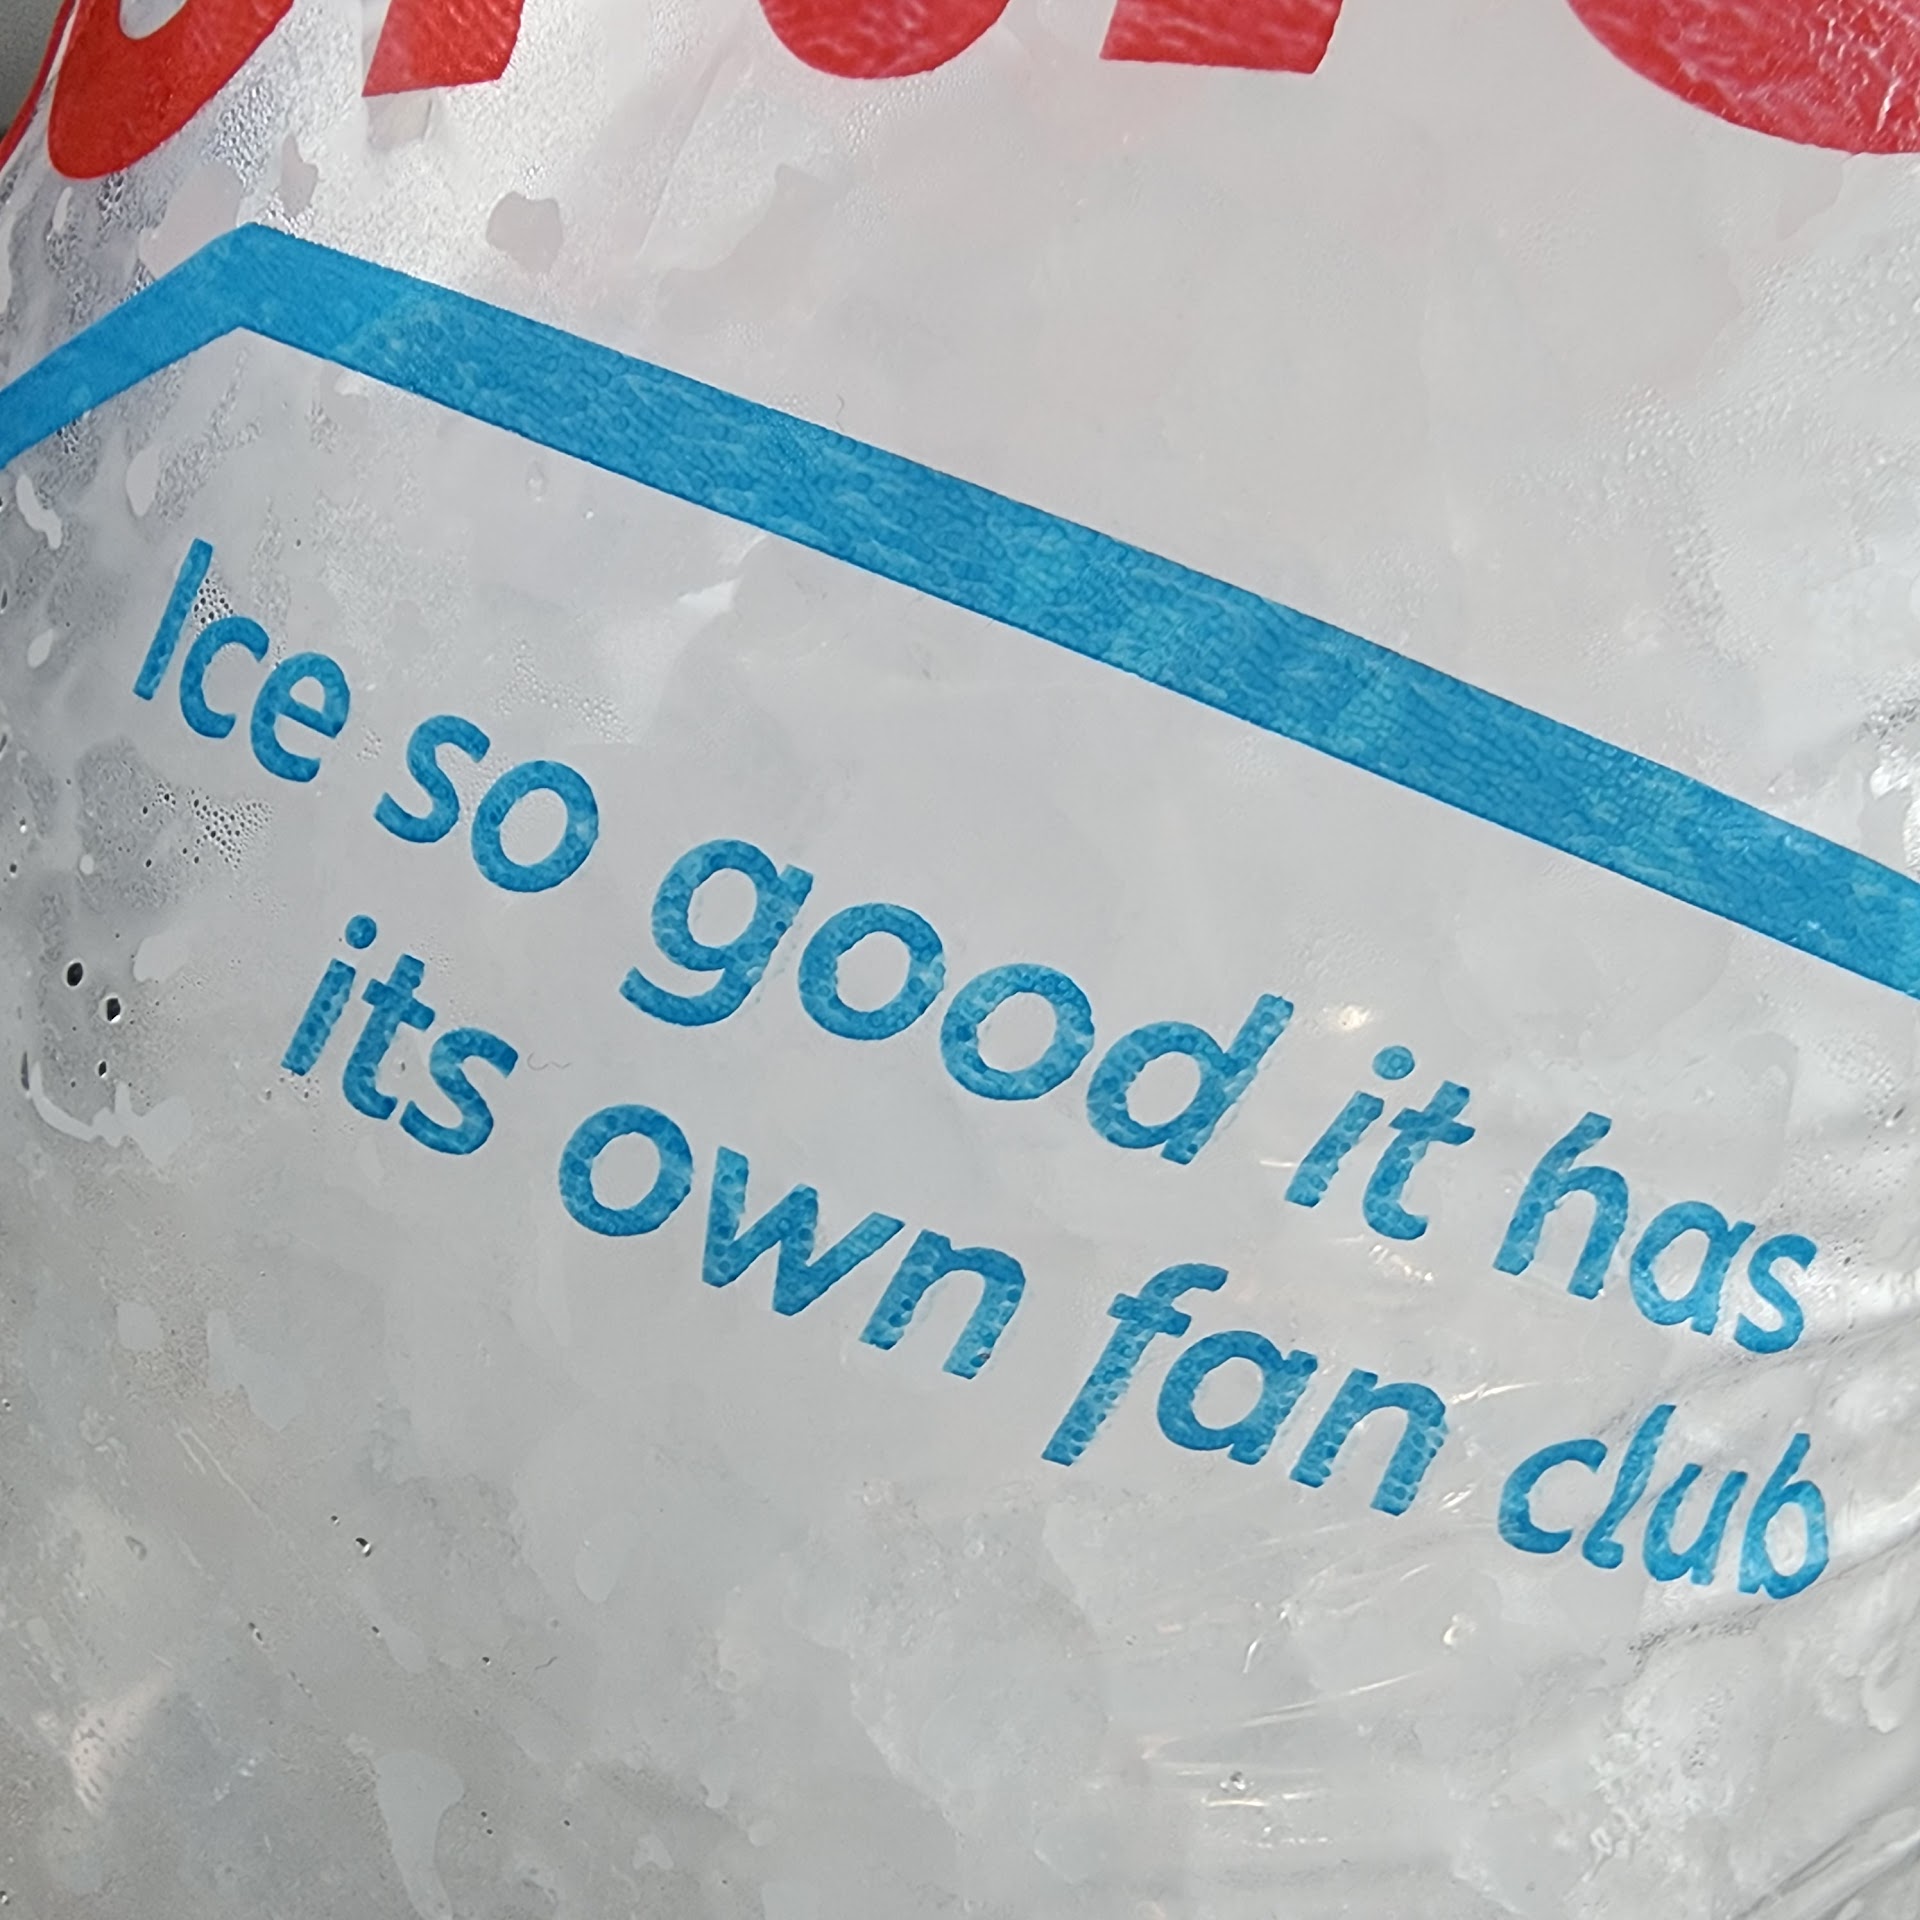 Ice so good it has
its own fan club